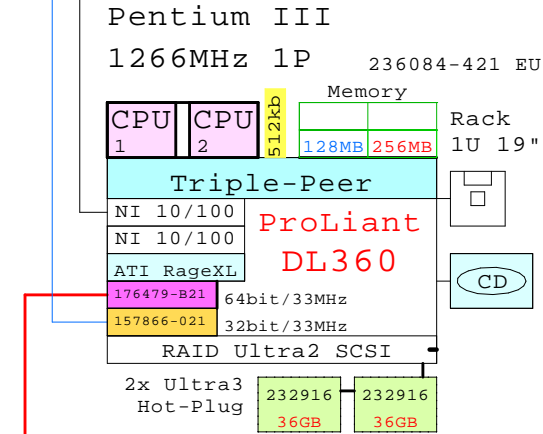 Pentium III
1266MHz 1P
236084-421 EU
Memory
CPU
1
CPU
2
512kb
128MB
256MB
Rack
1U 19"
Triple-Peer
NI 10/100
NI 10/100
ATI RageXL
ProLiant
DL360
CD
176479-B21
64bit/33MHz
157866-021
32bit/33MHz
RAID Ultra2 SCSI
2x Ultra3
Hot-Plug
232916
36GB
232916
36GB